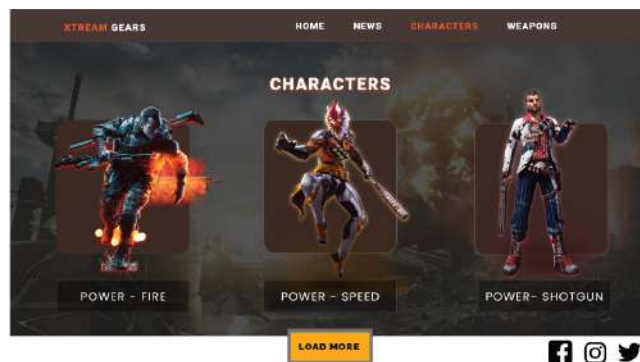 XTREAM GEARS
HOME NEWS CHARACTERS WEAPONS
CHARACTERS
POWER - FIRE
POWER - SPEED
POWER- SHOTGUN
LOAD MORE